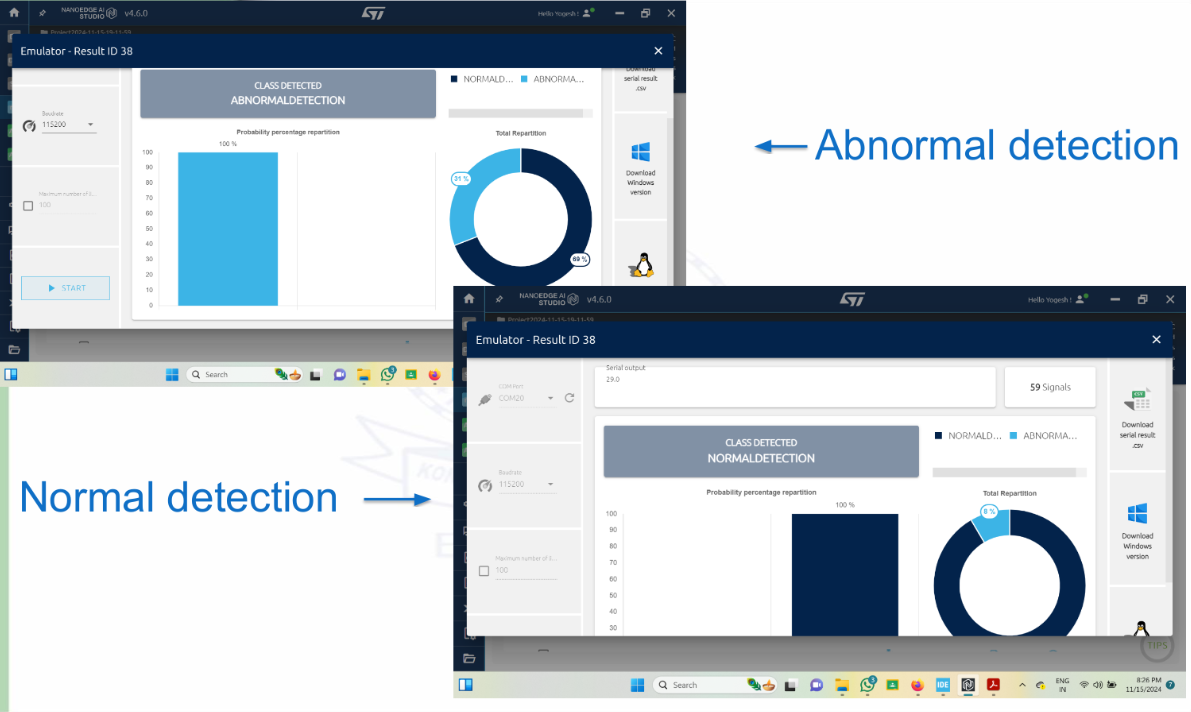 NANOEDGE AI
STUDIO
v4.6.0
Hello Yogesh !
Project2024-11-15-19-11-59
Emulator - Result ID 38
CLASS DETECTED
ABNORMALDETECTION
NORMALD...
ABNORMA...
Download
serial result
.csv
Baudrate
115200
Probability percentage repartition
100 %
100
90
80
70
60
50
40
30
20
10
0
Total Repartition
31 %
69 %
Download
Windows
version
Maximum number of S...
100
START
Search
3
Abnormal detection
Normal detection
NANOEDGE AI
STUDIO
v4.6.0
Hello Yogesh !
Project2024-11-15-19-11-59
Emulator - Result ID 38
COM Port
COM20
Serial output
29.0
59 Signals
CSV
Download
serial result
.csv
CLASS DETECTED
NORMALDETECTION
NORMALD...
ABNORMA...
Baudrate
115200
Probability percentage repartition
100 %
100
90
80
70
60
50
40
30
Total Repartition
8 %
Download
Windows
version
Maximum number of S...
100
TIPS
Search
3
IDE
ENG
IN
8:26 PM
11/15/2024